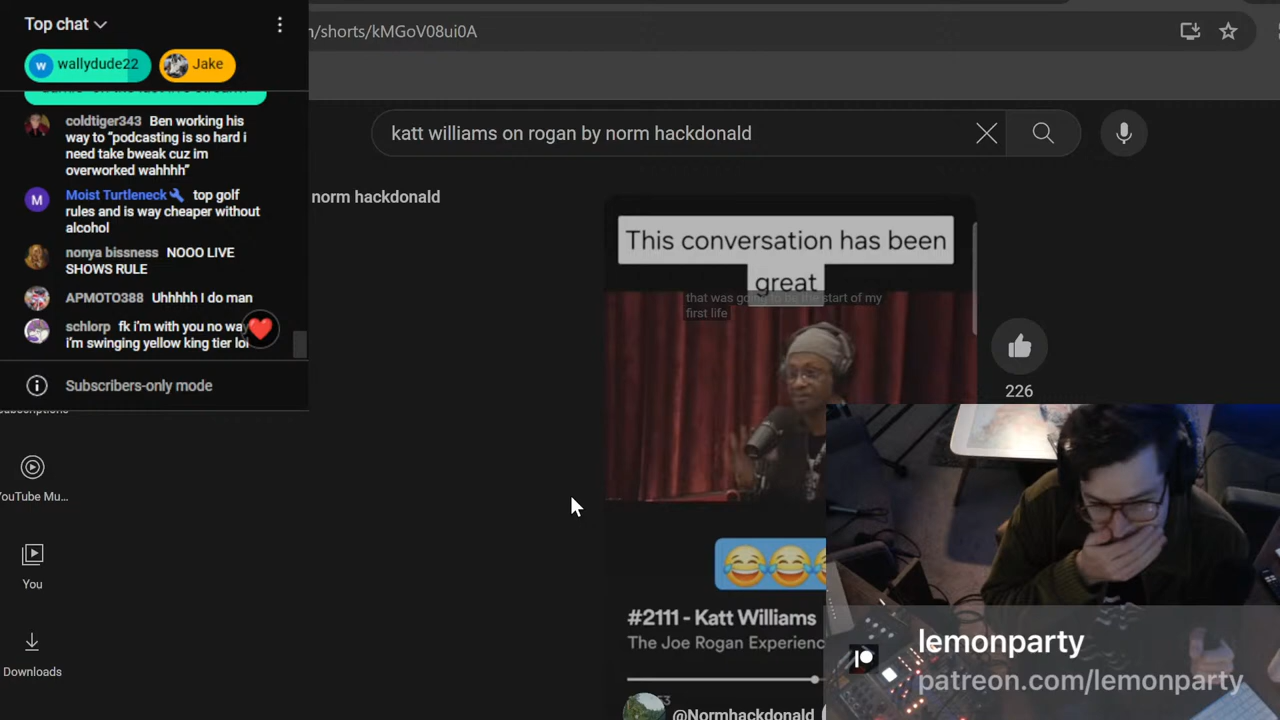 Top chat
wallydude22
Jake
coldtiger343 Ben working his
way to “podcasting is so hard i
need take bweak cuz im
overworked wahhhh”
Moist Turtleneck top golf
rules and is way cheaper without
alcohol
nonya bissness NOOO LIVE
SHOWS RULE
APMOTO388 Uhhhhh I do man
schlorp fk i’m with you no way
i’m swinging yellow king tier lol
Subscribers-only mode
/shorts/kMGoV08ui0A
katt williams on rogan by norm hackdonald
norm hackdonald
This conversation has been
great
that was going to be the start of my
first life
226
YouTube Mu...
You
Downloads
#2111 - Katt Williams
The Joe Rogan Experienc
@Normhackdonald
lemonparty
patreon.com/lemonparty